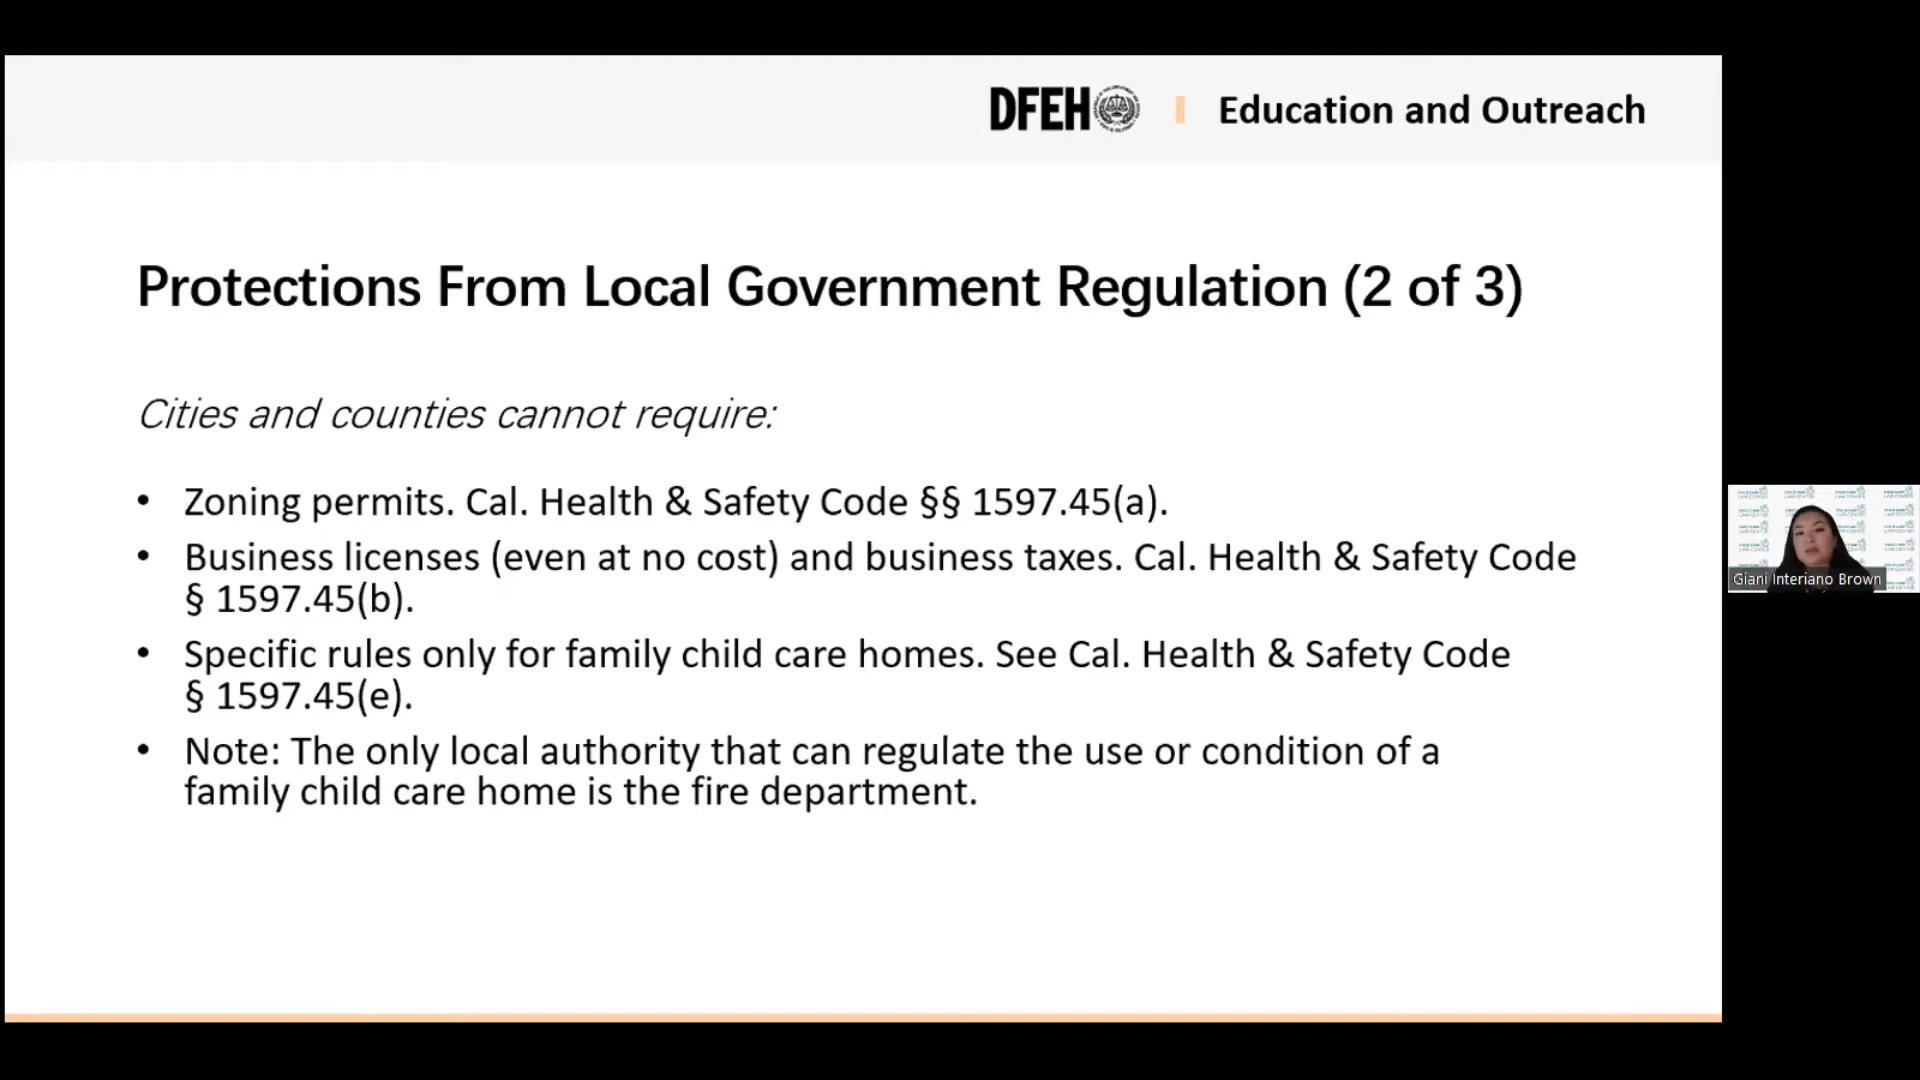 DFEH
Education and Outreach
Protections From Local Government Regulation (2 of 3)
Cities and counties cannot require:
• Zoning permits. Cal. Health & Safety Code §§ 1597.45(a).
• Business licenses (even at no cost) and business taxes. Cal. Health & Safety Code
§ 1597.45(b).
• Specific rules only for family child care homes. See Cal. Health & Safety Code
§ 1597.45(e).
• Note: The only local authority that can regulate the use or condition of a
family child care home is the fire department.
Giani Interiano Brown